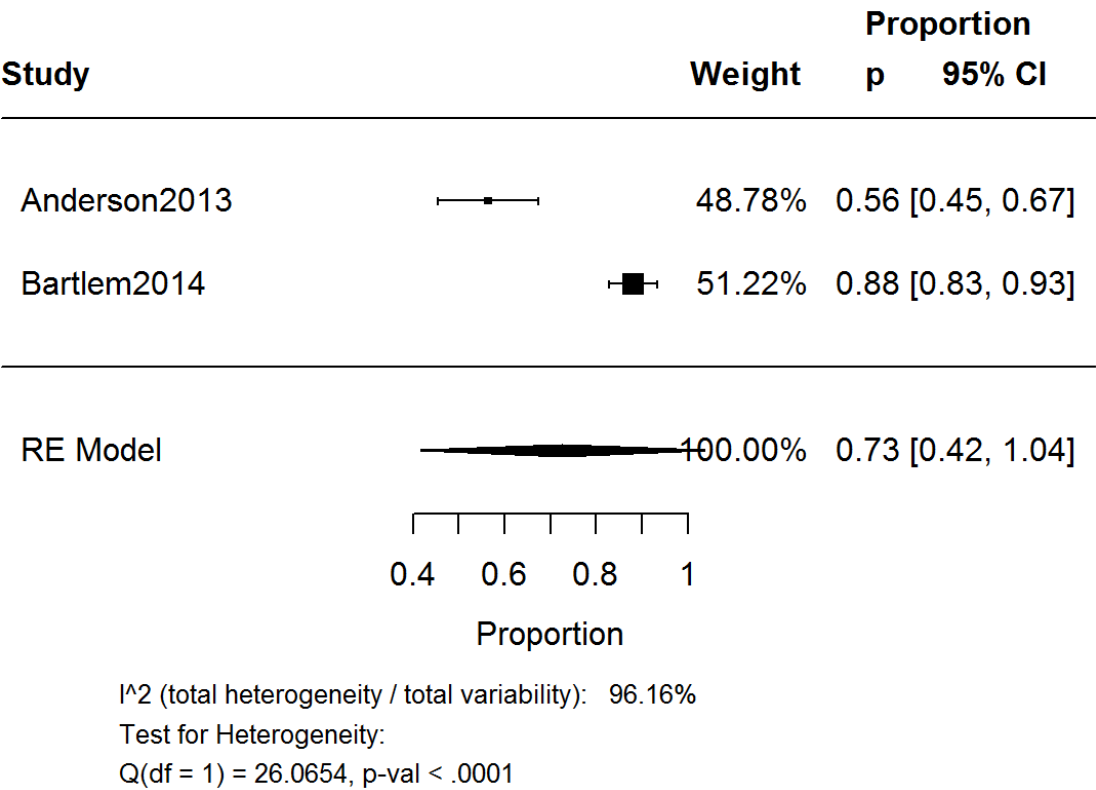 Proportion
Study Weight p 95% CI
Anderson2013 48.78% 0.56 [0.45, 0.67]
Bartlem2014 51.22% 0.88 [0.83, 0.93]
RE Model 100.00% 0.73 [0.42, 1.04]
0.4 0.6 0.8 1
Proportion
I^2 (total heterogeneity / total variability): 96.16%
Test for Heterogeneity:
Q(df = 1) = 26.0654, p-val < .0001